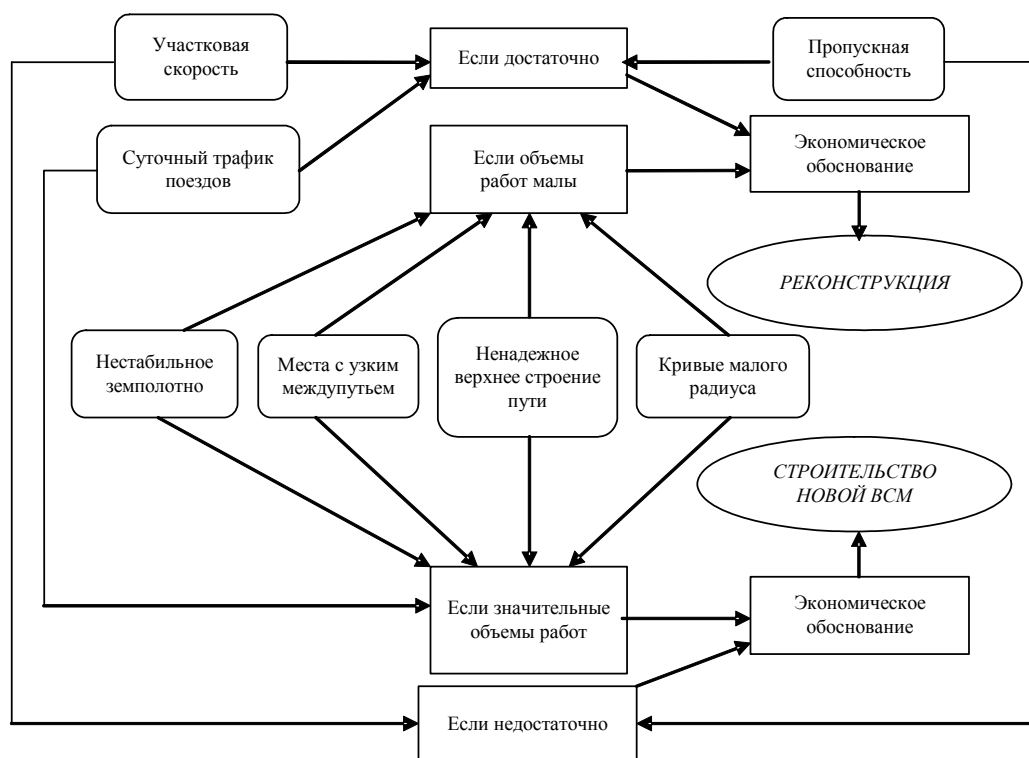 Участковая
скорость
Если достаточно
Пропускная
способность
Суточный трафик
поездов
Если объемы
работ малы
Экономическое
обоснование
РЕКОНСТРУКЦИЯ
Нестабильное
земполотно
Места с узким
междупутьем
Ненадежное
верхнее строение
пути
Кривые малого
радиуса
СТРОИТЕЛЬСТВО
НОВОЙ ВСМ
Если значительные
объемы работ
Экономическое
обоснование
Если недостаточно